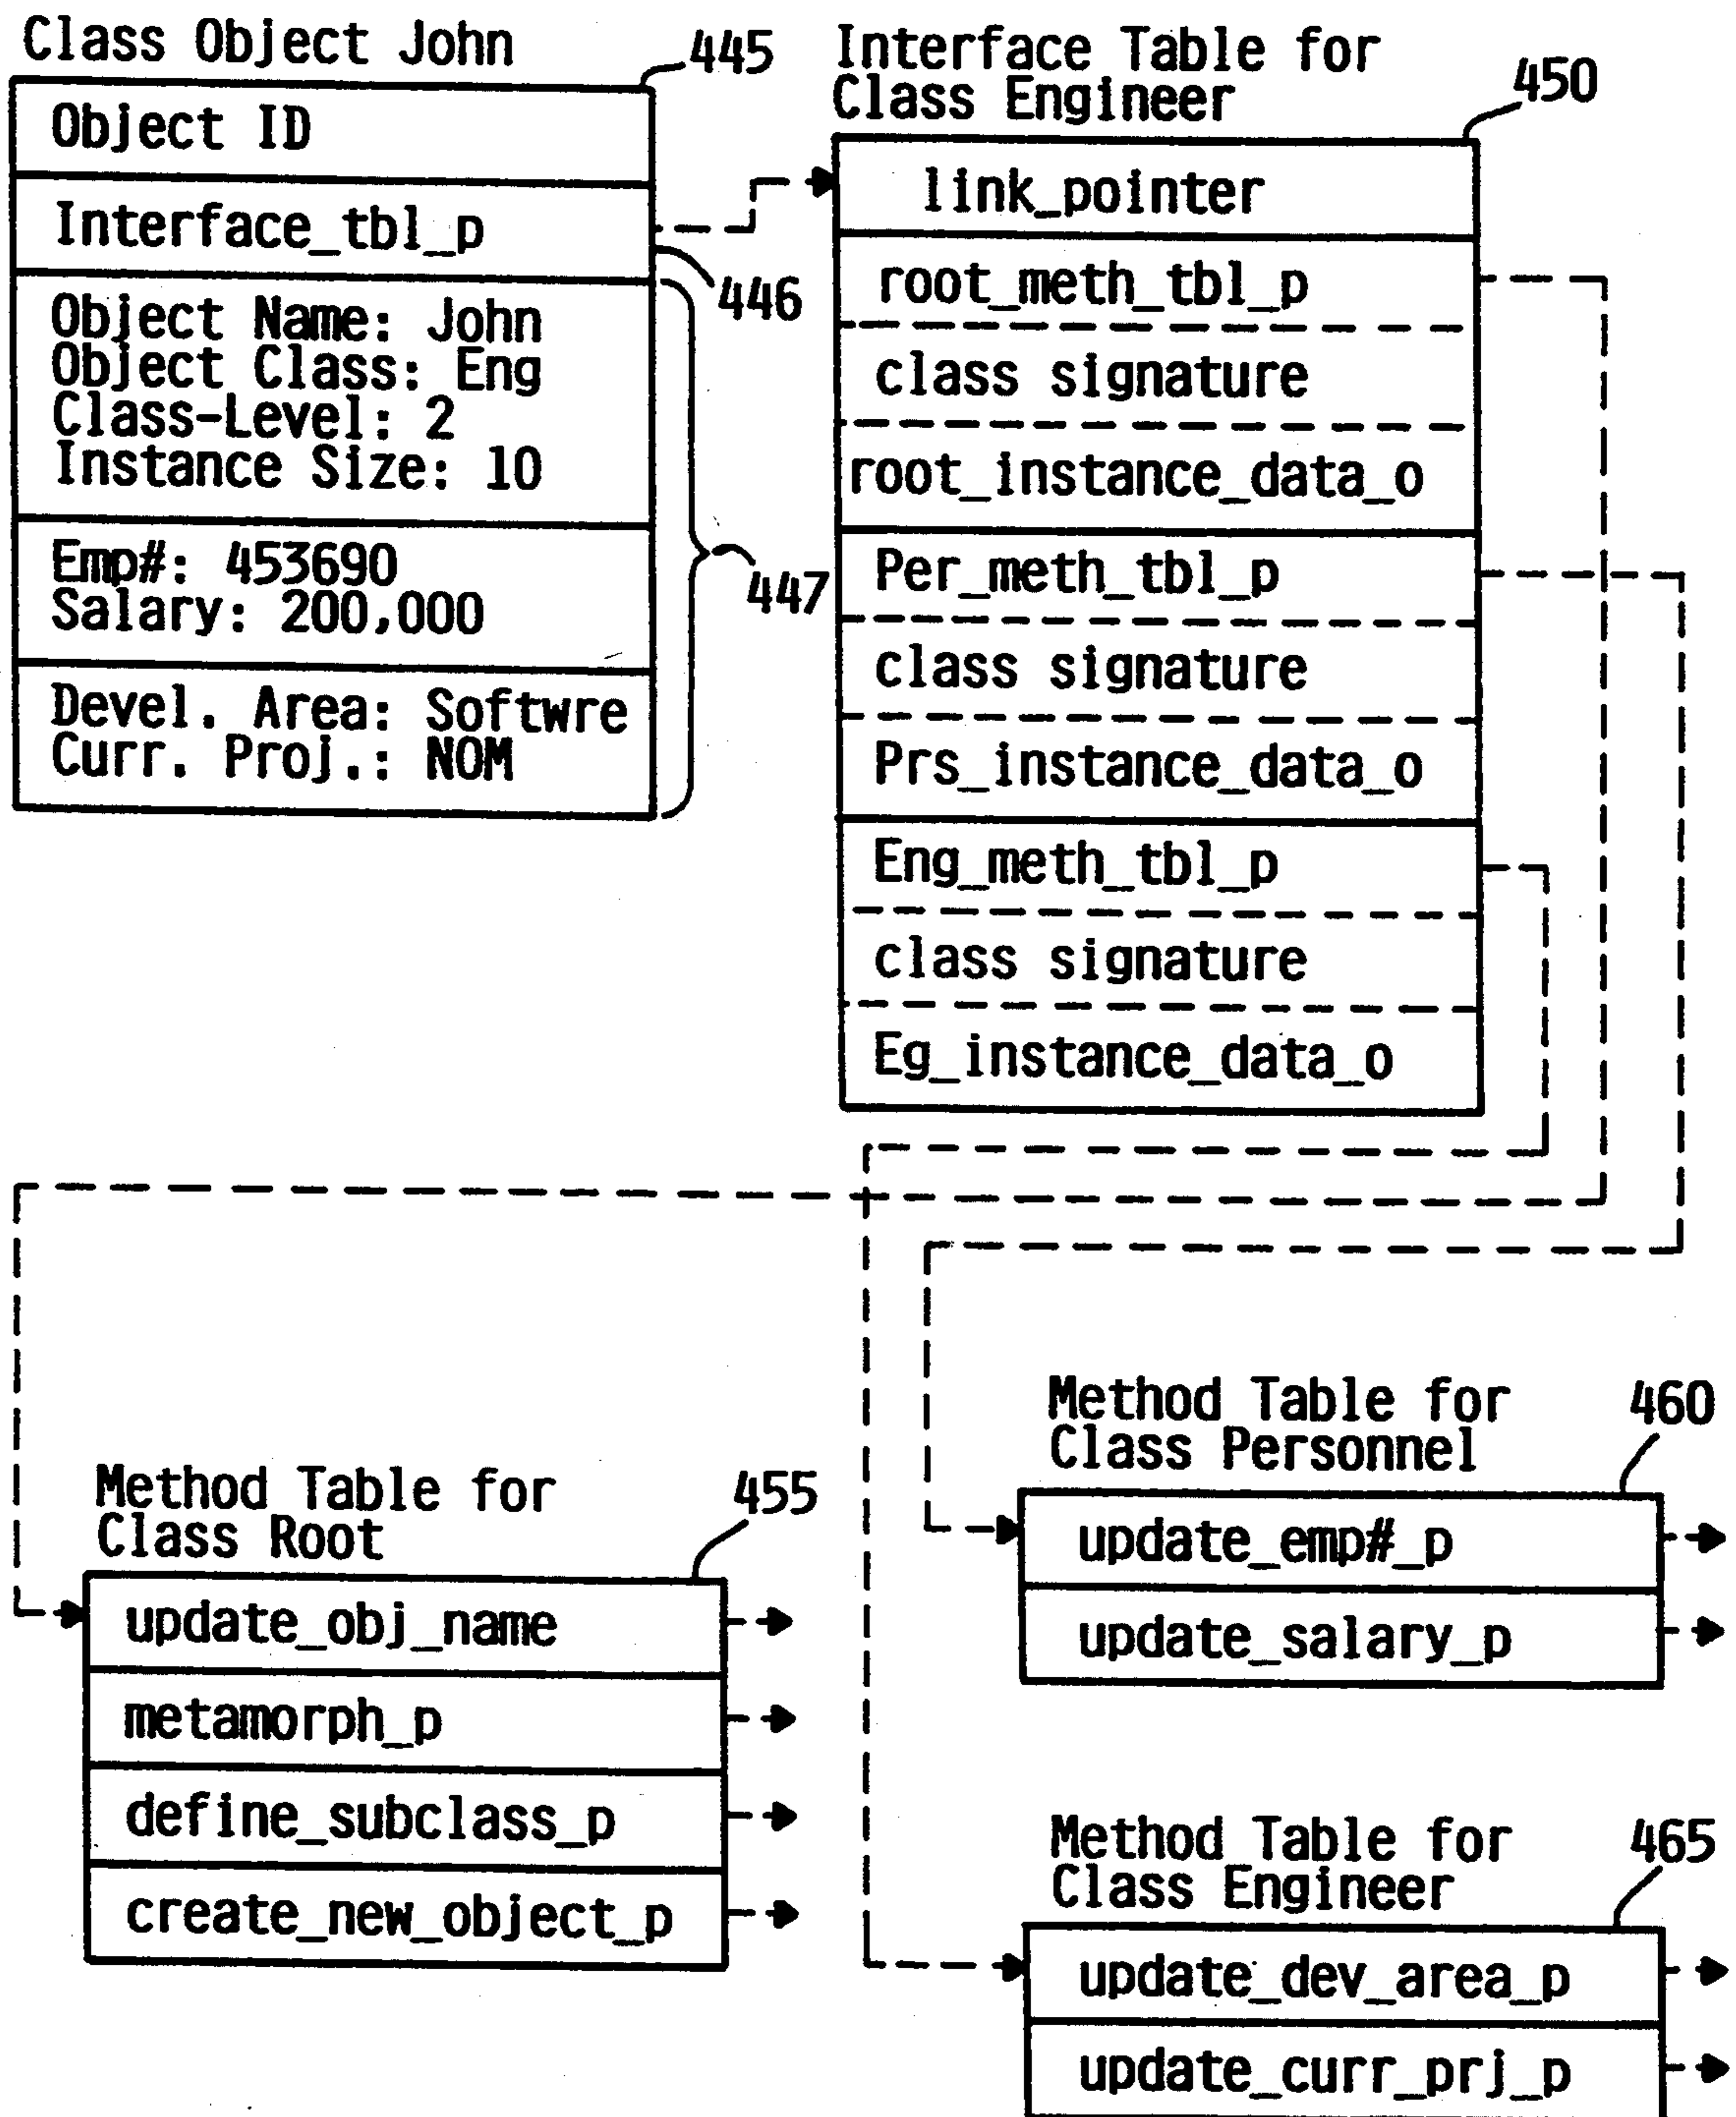 Class Object John
445
Object ID
Interface_tbl_p
446
Object Name: John
Object Class: Eng
Class-Level: 2
Instance Size: 10
Emp#: 453690
Salary: 200,000
447
Devel. Area: Softwre
Curr. Proj.: NOM
Interface Table for
Class Engineer
450
link_pointer
root_meth_tbl_p
class signature
root_instance_data_o
Per_meth_tbl_p
class signature
Prs_instance_data_o
Eng_meth_tbl_p
class signature
Eg_instance_data_o
Method Table for
Class Root
455
update_obj_name
metamorph_p
define_subclass_p
create_new_object_p
Method Table for
Class Personnel
460
update_emp#_p
update_salary_p
Method Table for
Class Engineer
465
update_dev_area_p
update_curr_prj_p